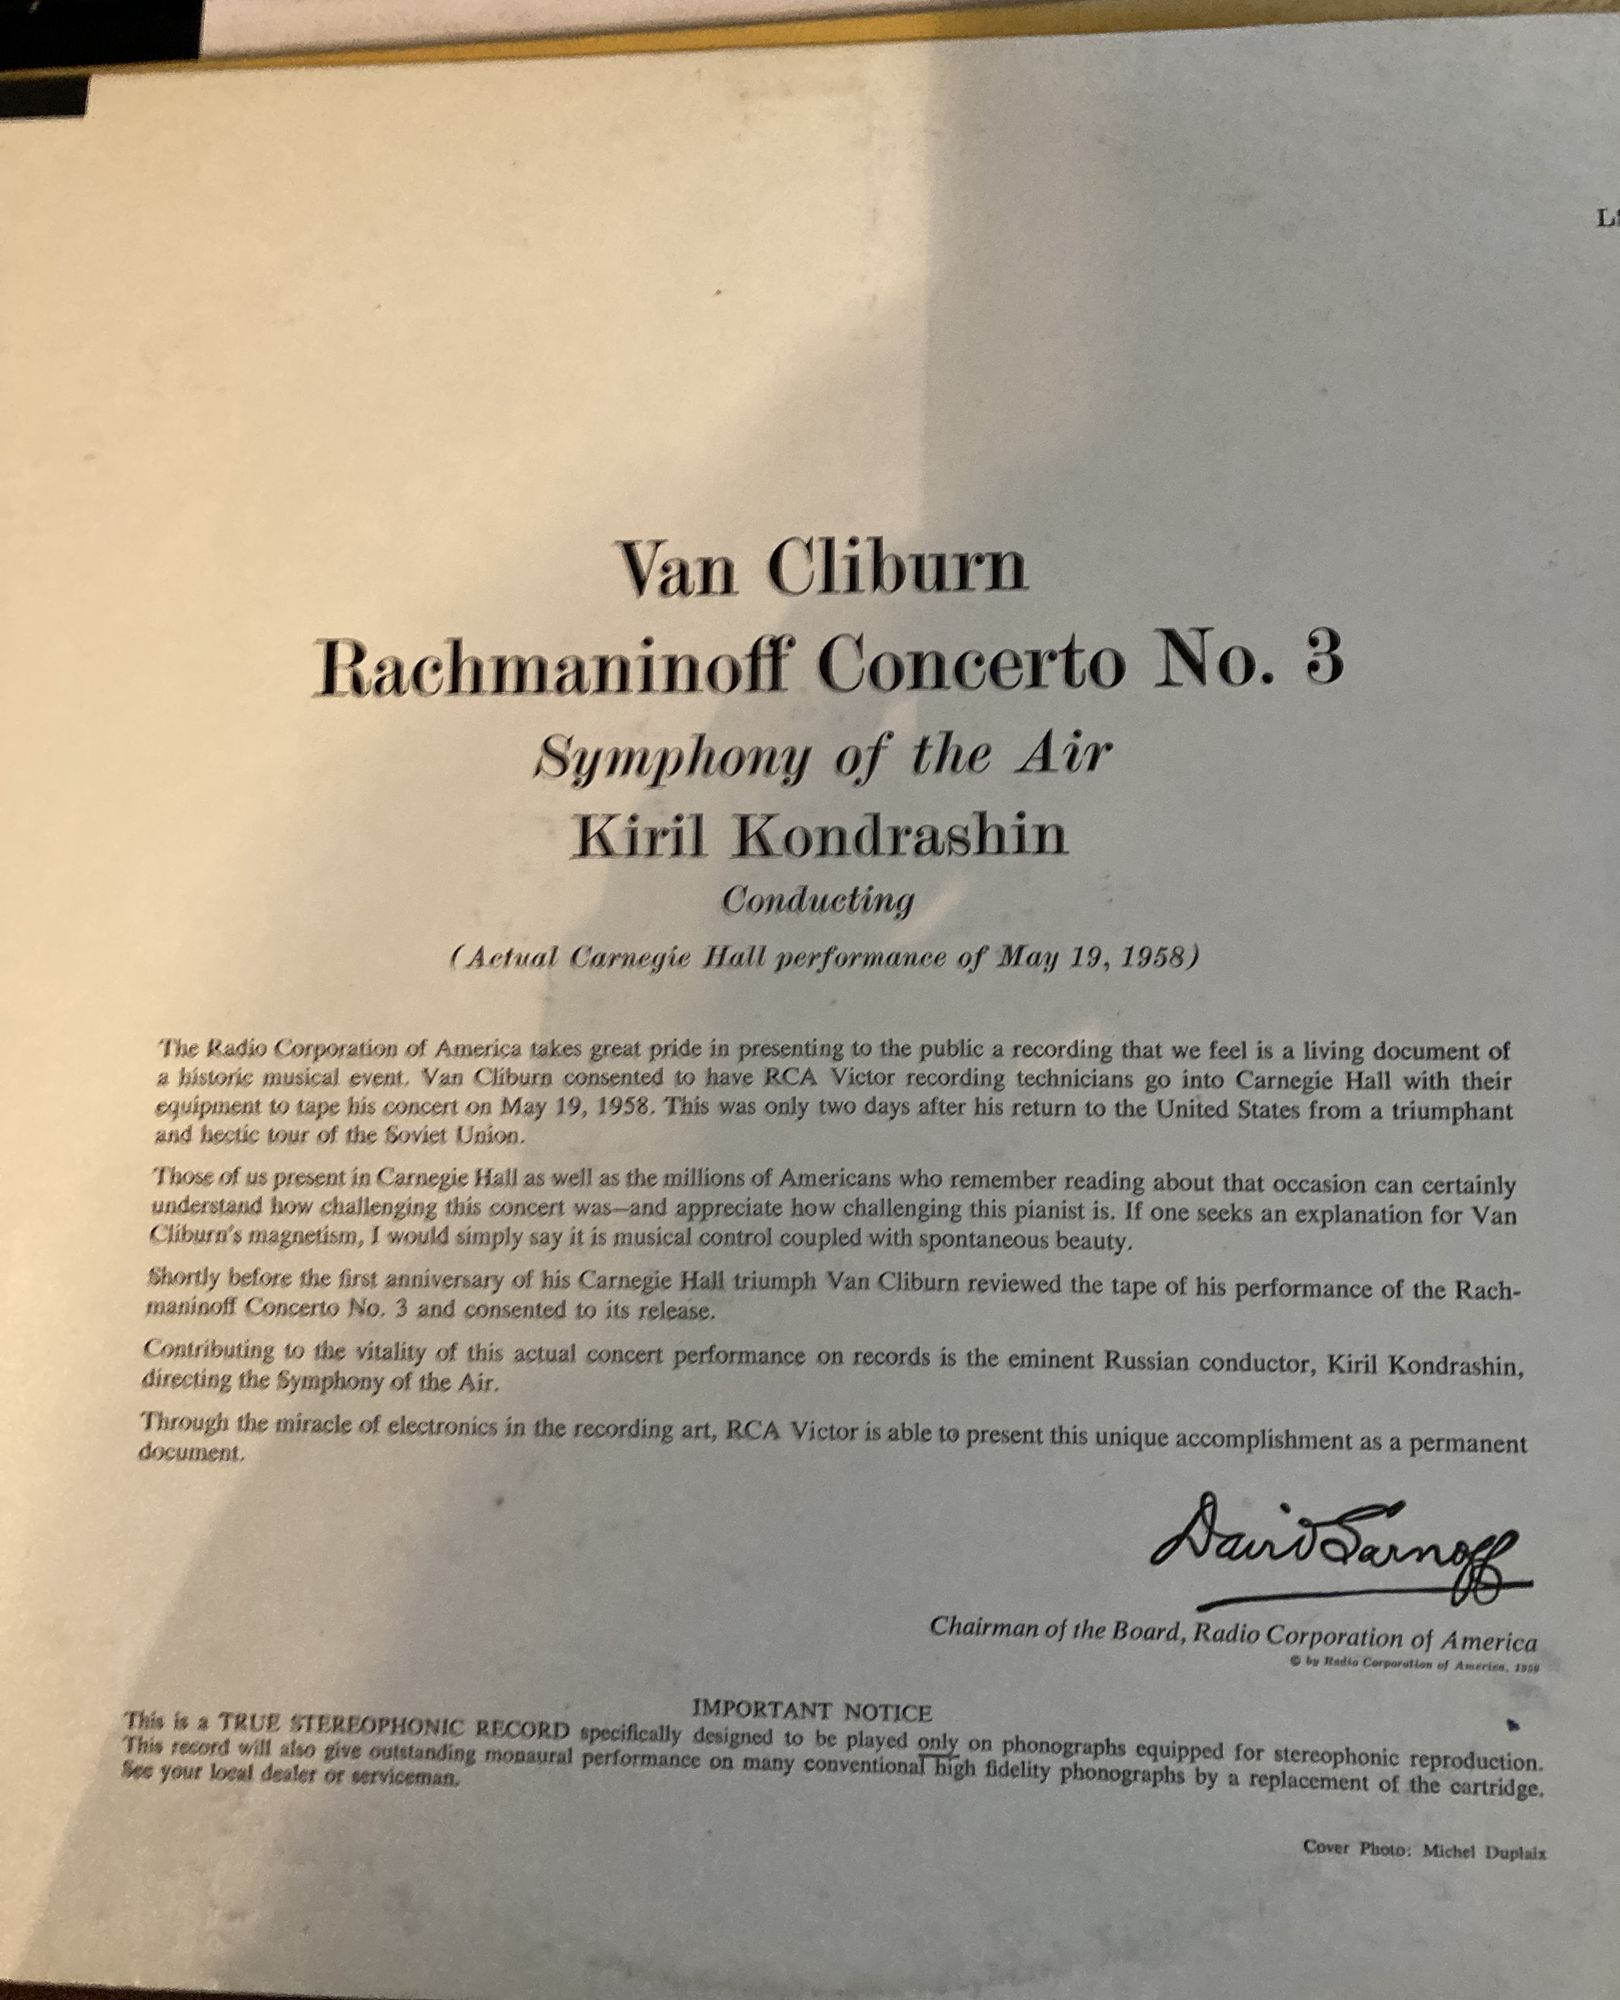 Van Cliburn
Rachmaninoff Concerto No. 3
Symphony of the Air
Kiril Kondrashin
Conducting
(Actual Carnegie Hall performance of May 19, 1958)
The Radio Corporation of America takes great pride in presenting to the public a recording that we feel is a living document of
a historic musical event. Van Cliburn consented to have RCA Victor recording technicians go into Carnegie Hall with their
equipment to tape his concert on May 19, 1958. This was only two days after his return to the United States from a triumphant
and hectic tour of the Soviet Union.
Those of us present in Carnegie Hall as well as the millions of Americans who remember reading about that occasion can certainly
understand how challenging this concert was—and appreciate how challenging this pianist is. If one seeks an explanation for Van
Cliburn's magnetism, I would simply say it is musical control coupled with spontaneous beauty.
Shortly before the first anniversary of his Carnegie Hall triumph Van Cliburn reviewed the tape of his performance of the Rach-
maninoff Concerto No. 3 and consented to its release.
Contributing to the vitality of this actual concert performance on records is the eminent Russian conductor, Kiril Kondrashin,
directing the Symphony of the Air.
Through the miracle of electronics in the recording art, RCA Victor is able to present this unique accomplishment as a permanent
document.
David Sarnoff
Chairman of the Board, Radio Corporation of America
© by Radio Corporation of America,
IMPORTANT NOTICE
This is a TRUE STEREOPHONIC RECORD specifically designed to be played only on phonographs equipped for stereophonic reproduction.
This record will also give outstanding monaural performance on many conventional high fidelity phonographs by a replacement of the cartridge.
See your local dealer or serviceman.
Cover Photo: Michel Duplaix